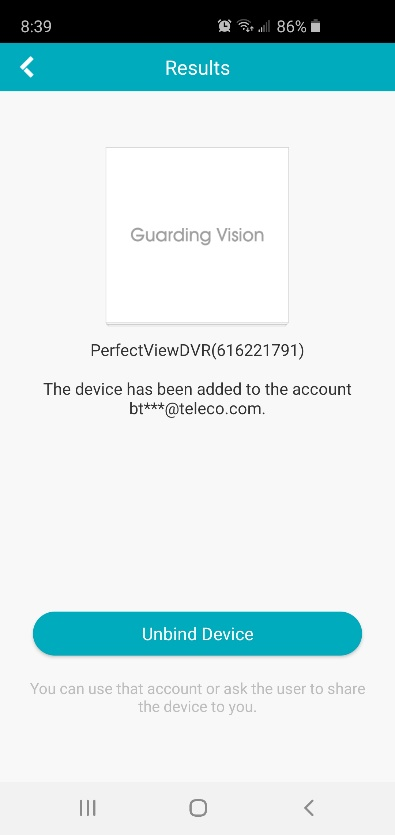 8:39 86%
Results
Guarding Vision
PerfectViewDVR(616221791)
The device has been added to the account
bt***@teleco.com.
Unbind Device
You can use that account or ask the user to share
the device to you.